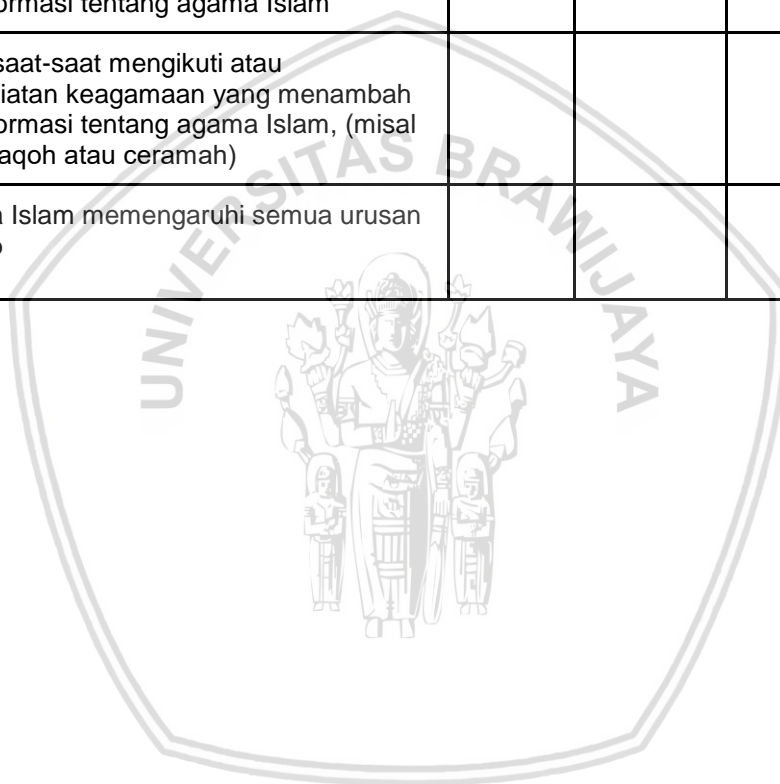 ormasi tentang agama Islam
saat-saat mengikuti atau
iatan keagamaan yang menambah
ormasi tentang agama Islam, (misal
aqoh atau ceramah)
a Islam memengaruhi semua urusan
UNIVERSITAS BRAWIJAYA